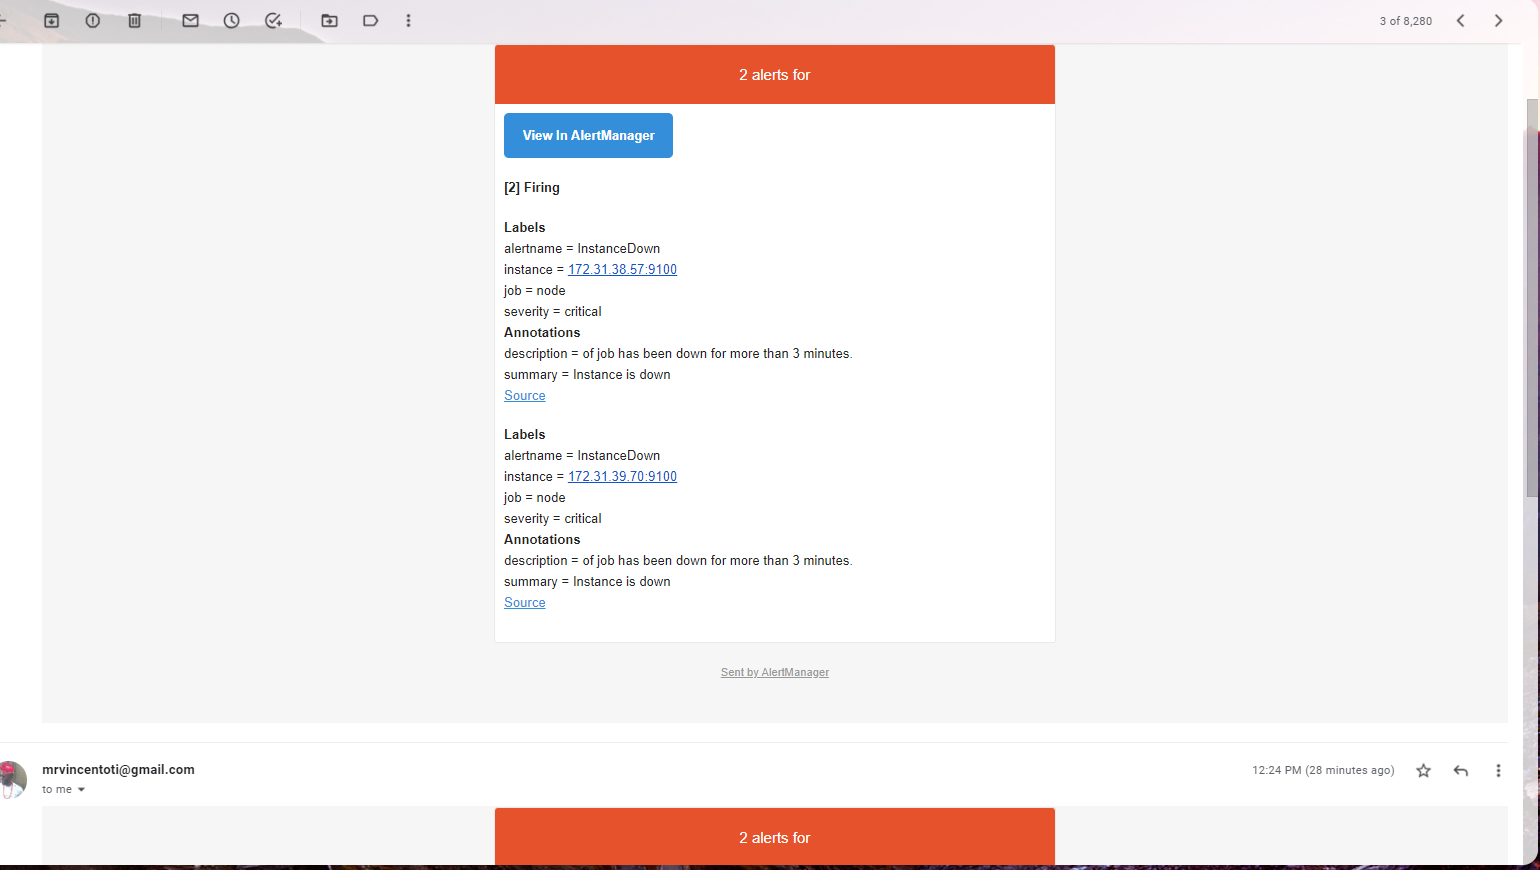 3 of 8,280
2 alerts for
View In AlertManager
[2] Firing
Labels
alertname = InstanceDown
instance = 172.31.38.57:9100
job = node
severity = critical
Annotations
description = of job has been down for more than 3 minutes.
summary = Instance is down
Source
Labels
alertname = InstanceDown
instance = 172.31.39.70:9100
job = node
severity = critical
Annotations
description = of job has been down for more than 3 minutes.
summary = Instance is down
Source
Sent by AlertManager
mrvincentoti@gmail.com
12:24 PM (28 minutes ago)
to me
2 alerts for